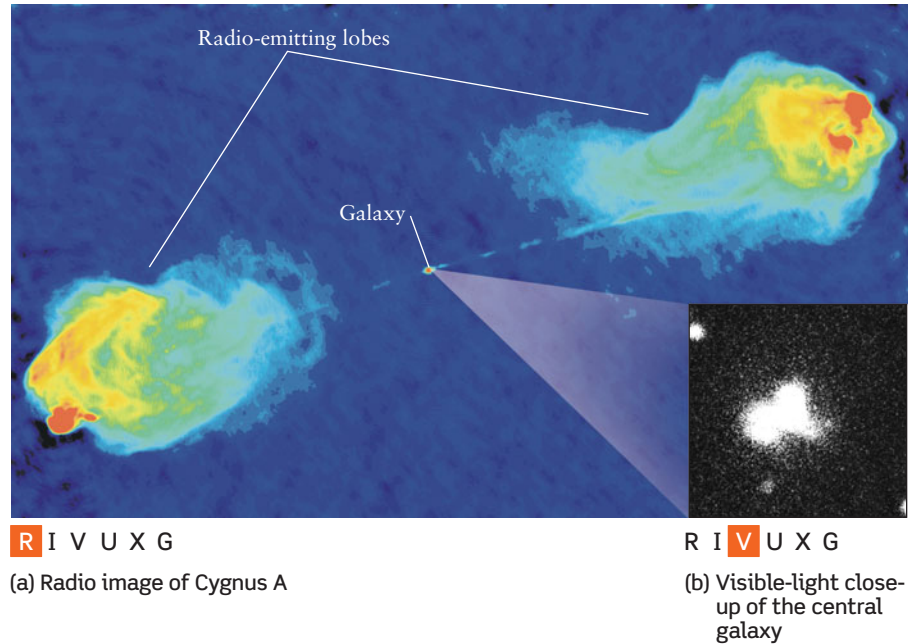 Radio-emitting lobes
Galaxy
R I V U X G
(a) Radio image of Cygnus A
R I V U X G
(b) Visible-light close-
up of the central
galaxy